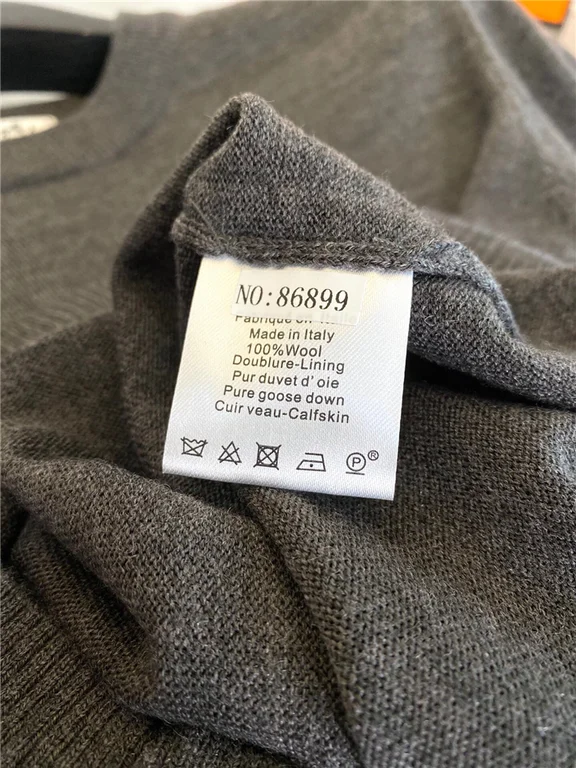 NO:86899
Made in Italy
100%Wool
Doublure-Lining
Pur duvet d' oie
Pure goose down
Cuir veau-Calfskin
P®